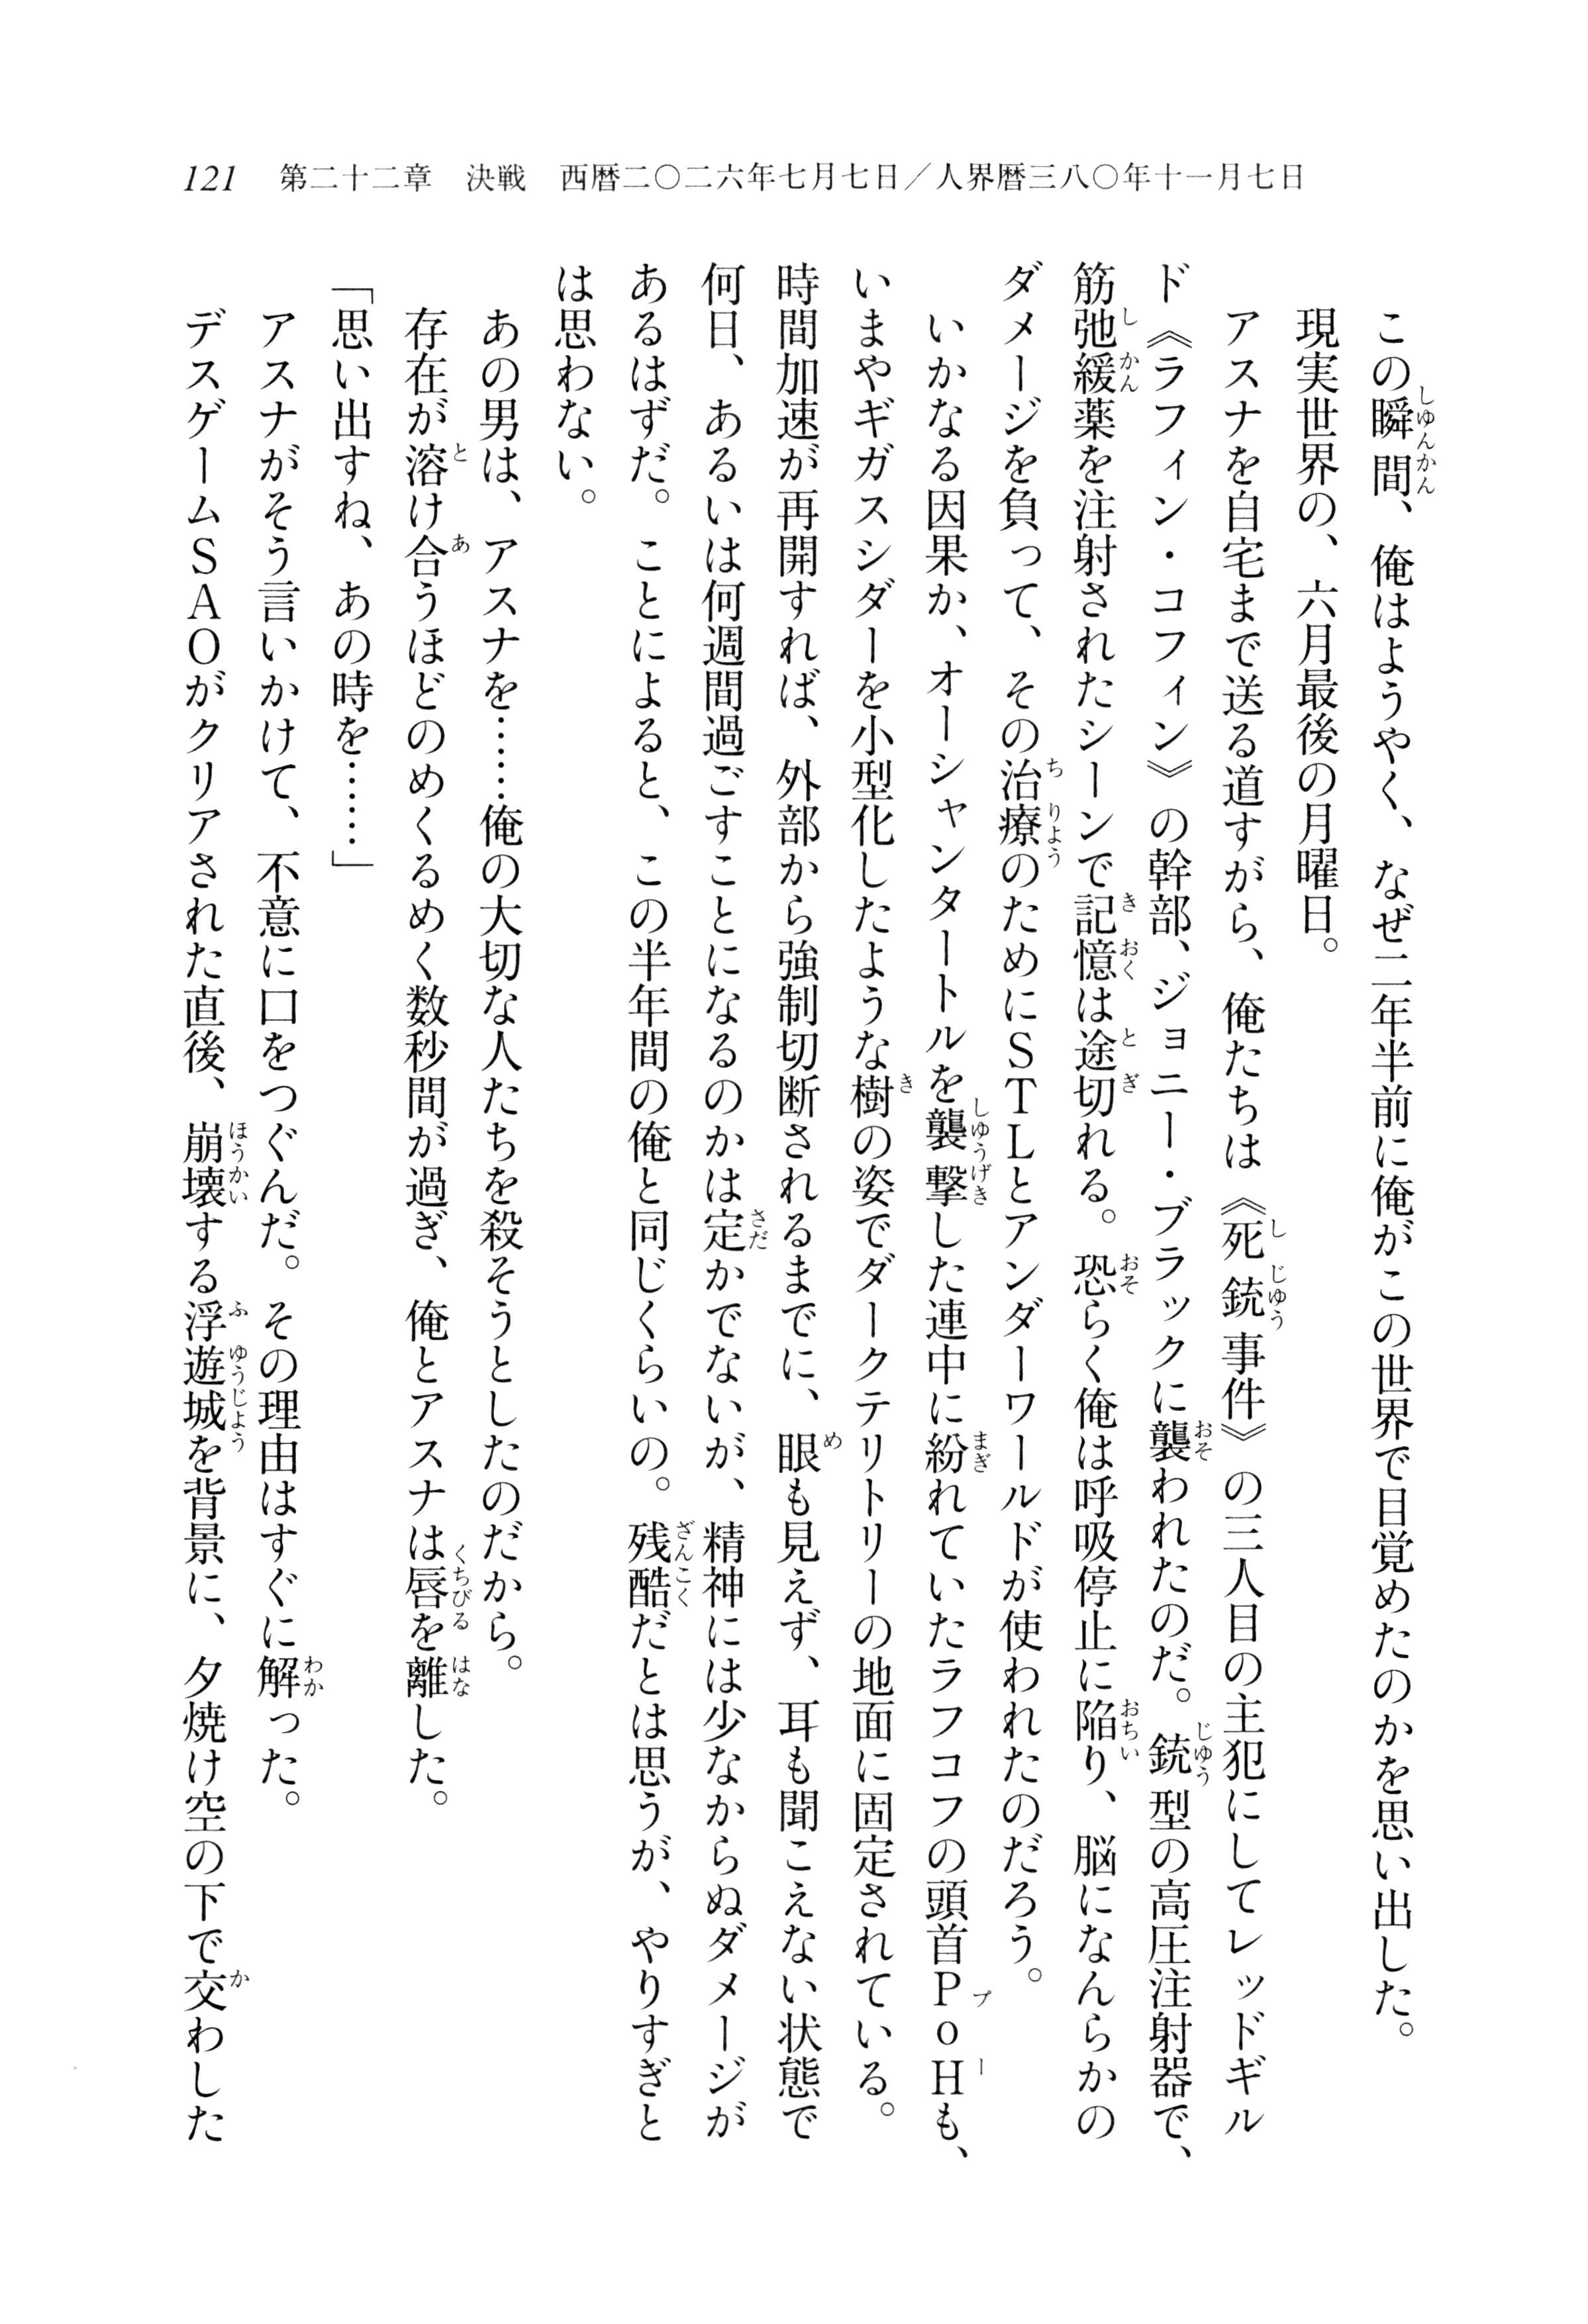 121　第二十二章　決戦　西暦二〇二六年七月七日／人界暦三八〇年十一月七日
この瞬間、俺はようやく、なぜ二年半前に俺がこの世界で目覚めたのかを思い出した。
現実世界の、六月最後の月曜日。
アスナを自宅まで送る道すがら、俺たちは《死銃事件》の三人目の主犯にしてレッドギル
ド《ラフィン・コフィン》の幹部、ジョニー・ブラックに襲われたのだ。銃型の高圧注射器で、
筋弛緩薬を注射されたシーンで記憶は途切れる。恐らく俺は呼吸停止に陥り、脳になんらかの
ダメージを負って、その治療のためにＳＴＬとアンダーワールドが使われたのだろう。
いかなる因果か、オーシャンタートルを襲撃した連中に紛れていたラフコフの頭首ＰｏＨも、
いまやギガスシダーを小型化したような樹の姿でダークテリトリーの地面に固定されている。
時間加速が再開すれば、外部から強制切断されるまでに、眼も見えず、耳も聞こえない状態で
何日、あるいは何週間過ごすことになるのかは定かでないが、精神には少なからぬダメージが
あるはずだ。ことによると、この半年間の俺と同じくらいの。残酷だとは思うが、やりすぎと
は思わない。
あの男は、アスナを……俺の大切な人たちを殺そうとしたのだから。
存在が溶け合うほどのめくるめく数秒間が過ぎ、俺とアスナは唇を離した。
「思い出すね、あの時を……」
アスナがそう言いかけて、不意に口をつぐんだ。その理由はすぐに解った。
デスゲームＳＡＯがクリアされた直後、崩壊する浮遊城を背景に、夕焼け空の下で交わした